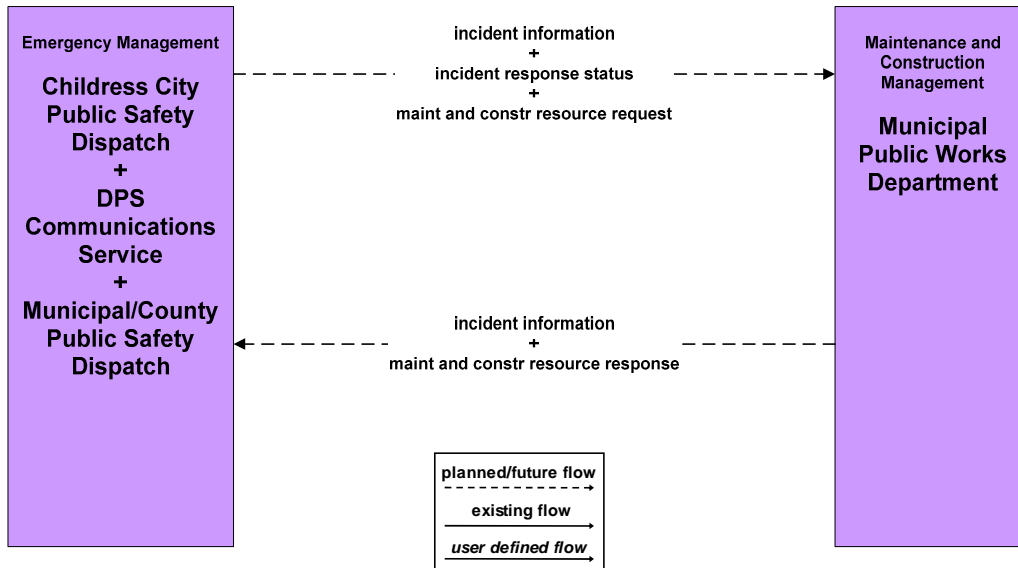 Emergency Management
Childress City
Public Safety
Dispatch
+
DPS
Communications
Service
+
Municipal/County
Public Safety
Dispatch
incident information
+
incident response status
+
maint and constr resource request
Maintenance and
Construction
Management
Municipal
Public Works
Department
incident information
+
maint and constr resource response
planned/future flow
existing flow
user defined flow